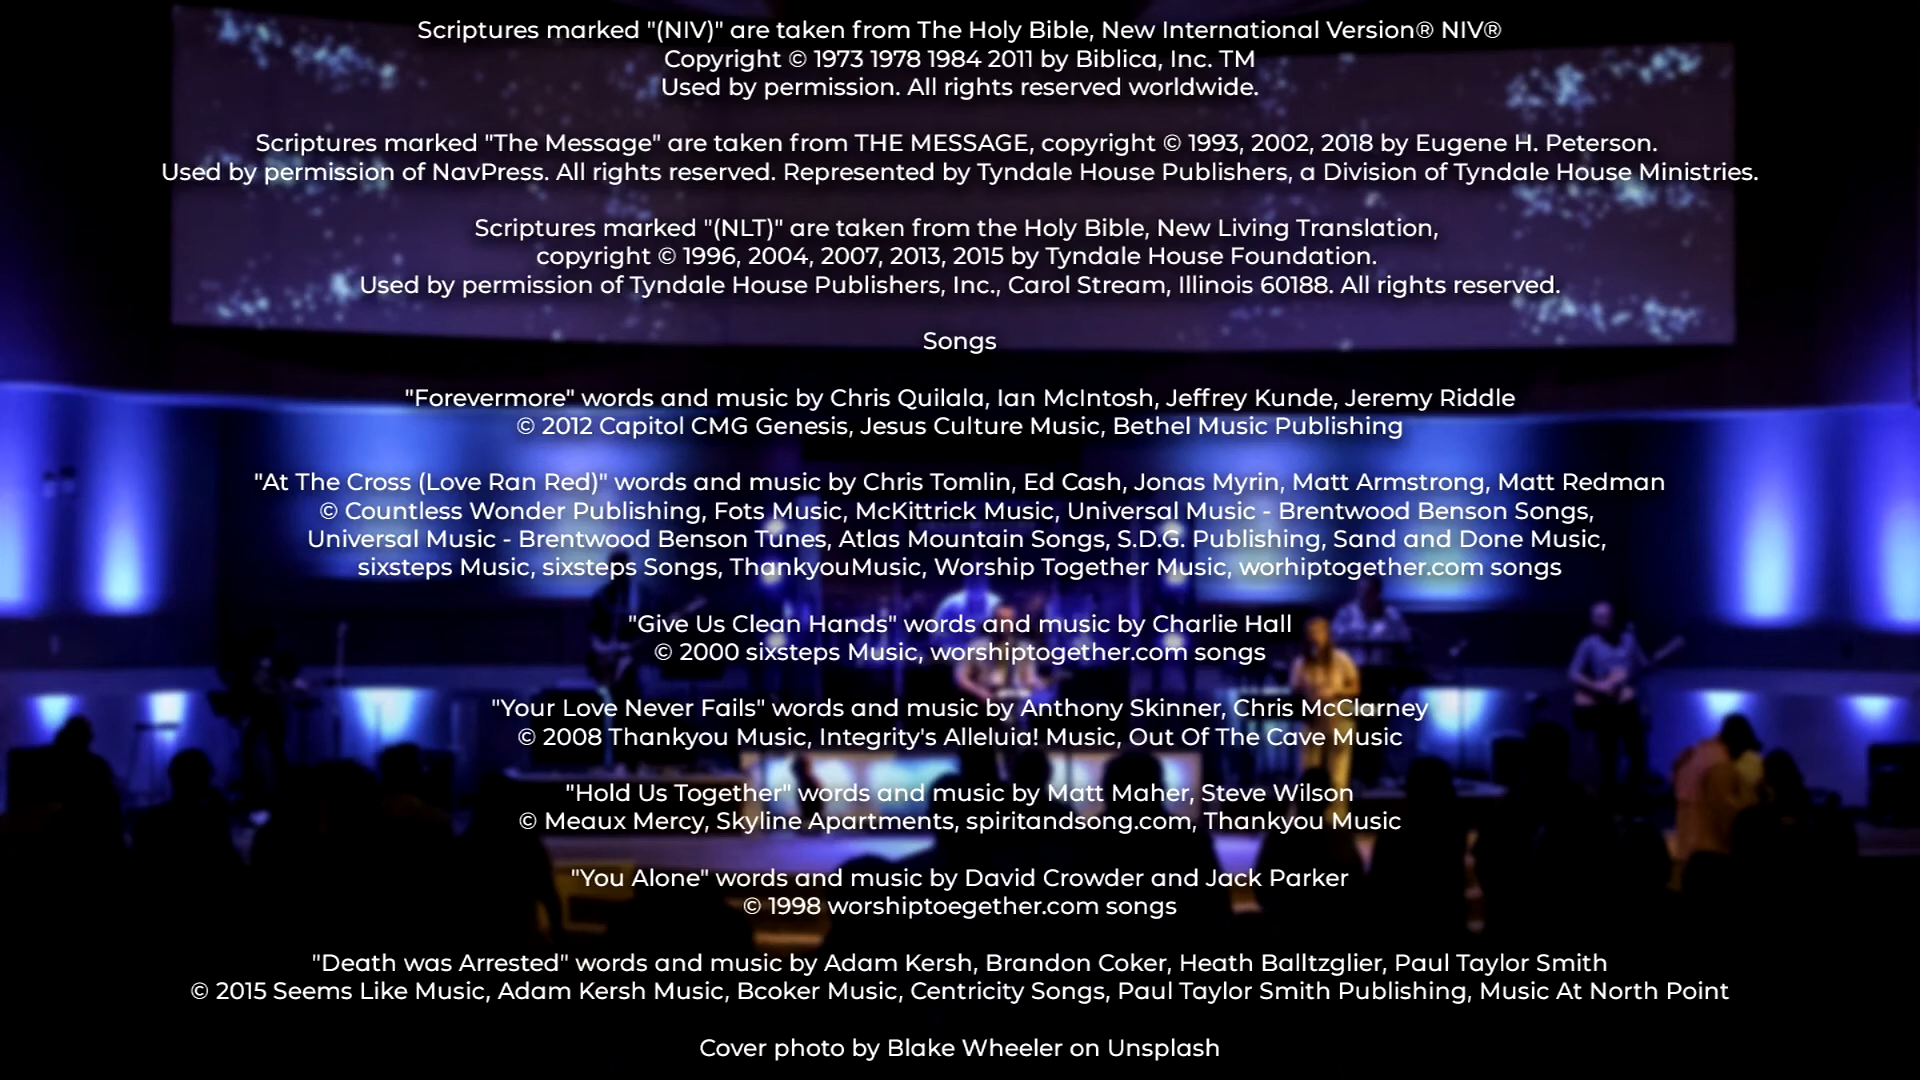 Scriptures marked "(NIV)" are taken from The Holy Bible, New International Version® NIV®
Copyright © 1973 1978 1984 2011 by Biblica, Inc. TM
Used by permission. All rights reserved worldwide.
Scriptures marked "The Message" are taken from THE MESSAGE, copyright © 1993, 2002, 2018 by Eugene H. Peterson.
Used by permission of NavPress. All rights reserved. Represented by Tyndale House Publishers, a Division of Tyndale House Ministries.
Scriptures marked "(NLT)" are taken from the Holy Bible, New Living Translation,
copyright © 1996, 2004, 2007, 2013, 2015 by Tyndale House Foundation.
Used by permission of Tyndale House Publishers, Inc., Carol Stream, Illinois 60188. All rights reserved.
Songs
"Forevermore" words and music by Chris Quilala, Ian McIntosh, Jeffrey Kunde, Jeremy Riddle
© 2012 Capitol CMG Genesis, Jesus Culture Music, Bethel Music Publishing
"At The Cross (Love Ran Red)" words and music by Chris Tomlin, Ed Cash, Jonas Myrin, Matt Armstrong, Matt Redman
© Countless Wonder Publishing, Fots Music, McKittrick Music, Universal Music - Brentwood Benson Songs,
Universal Music - Brentwood Benson Tunes, Atlas Mountain Songs, S.D.G. Publishing, Sand and Done Music,
sixsteps Music, sixsteps Songs, ThankyouMusic, Worship Together Music, worhiptogether.com songs
"Give Us Clean Hands" words and music by Charlie Hall
© 2000 sixsteps Music, worshiptogether.com songs
"Your Love Never Fails" words and music by Anthony Skinner, Chris McClarney
© 2008 Thankyou Music, Integrity's Alleluia! Music, Out Of The Cave Music
"Hold Us Together" words and music by Matt Maher, Steve Wilson
© Meaux Mercy, Skyline Apartments, spiritandsong.com, Thankyou Music
"You Alone" words and music by David Crowder and Jack Parker
© 1998 worshiptoegether.com songs
"Death was Arrested" words and music by Adam Kersh, Brandon Coker, Heath Balltzglier, Paul Taylor Smith
© 2015 Seems Like Music, Adam Kersh Music, Bcoker Music, Centricity Songs, Paul Taylor Smith Publishing, Music At North Point
Cover photo by Blake Wheeler on Unsplash